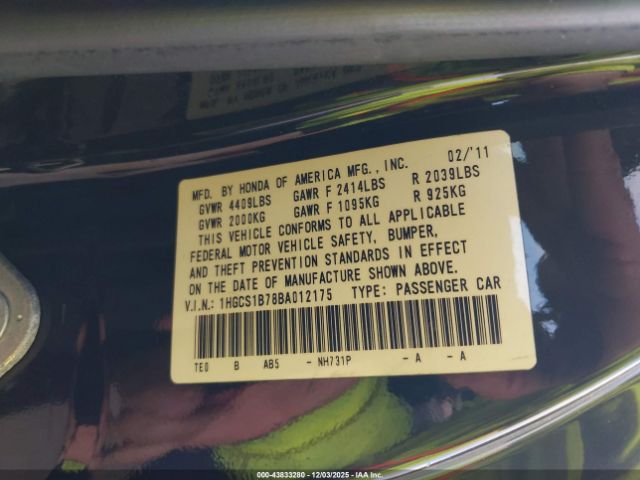 MFD. BY HONDA OF AMERICA MFG., INC. 02/'11
GVWR 4409LBS GAWR F 2414LBS R 2039LBS
GVWR 2000KG GAWR F 1095KG R 925KG
THIS VEHICLE CONFORMS TO ALL APPLICABLE
FEDERAL MOTOR VEHICLE SAFETY, BUMPER,
AND THEFT PREVENTION STANDARDS IN EFFECT
ON THE DATE OF MANUFACTURE SHOWN ABOVE.
V.I.N.: 1HGCS1B78BA012175 TYPE: PASSENGER CAR
TE0 B AB5 - NH731P - A - A
000-43833280 - 12/03/2025 - IAAI.COM